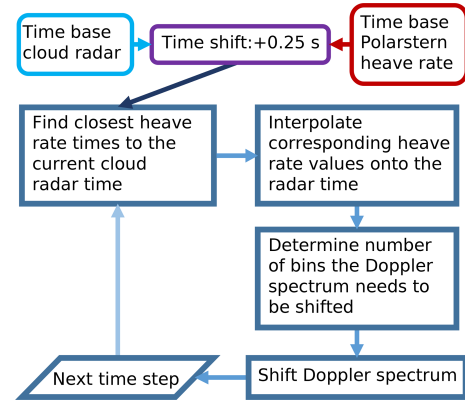 Time base
cloud radar
Time shift:+0.25 s
Time base
Polarstern
heave rate
Find closest heave
rate times to the
current cloud
radar time
Interpolate
corresponding heave
rate values onto the
radar time
Determine number
of bins the Doppler
spectrum needs to
be shifted
Shift Doppler spectrum
Next time step